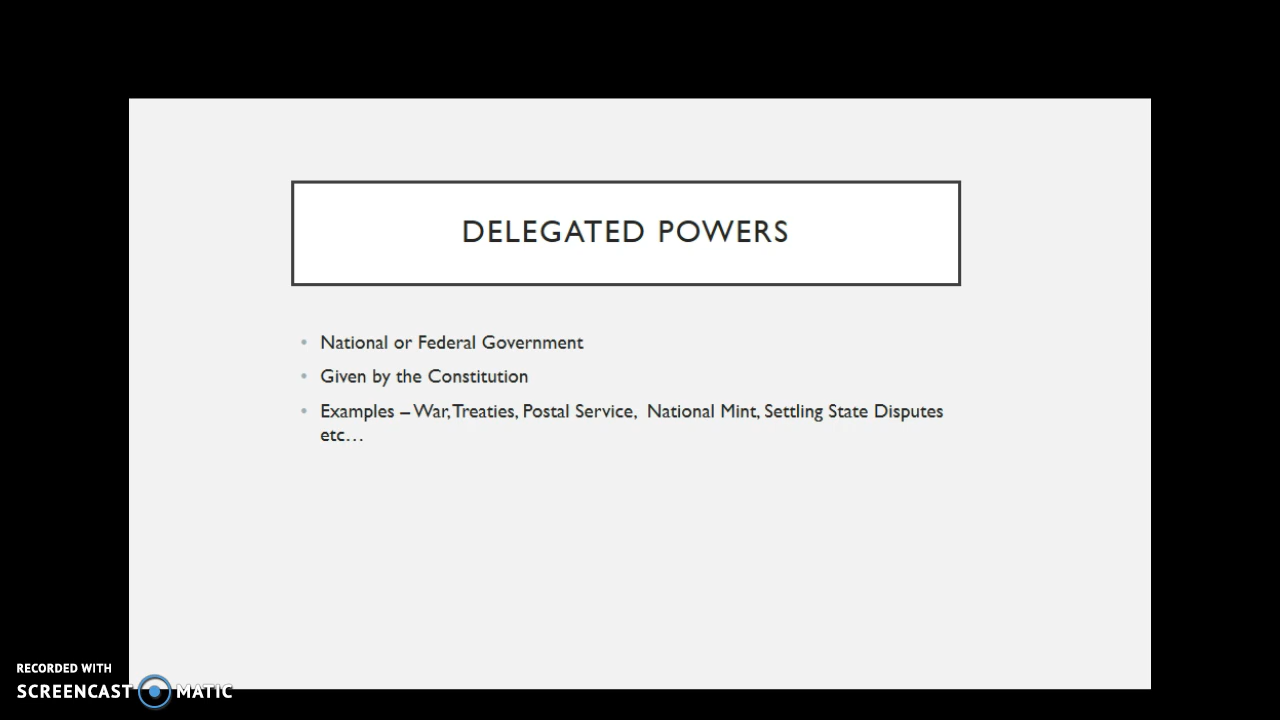 DELEGATED POWERS
• National or Federal Government
• Given by the Constitution
• Examples – War, Treaties, Postal Service, National Mint, Settling State Disputes
etc...
RECORDED WITH
SCREENCAST MATIC